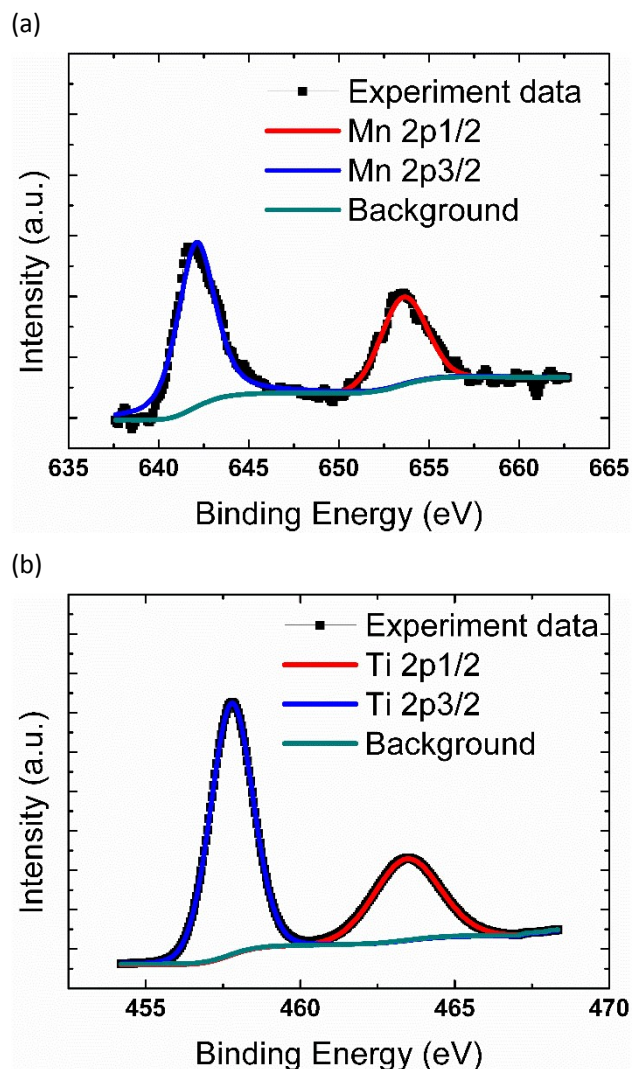 (a)
Experiment data
Mn 2p1/2
Mn 2p3/2
Background
Intensity (a.u.)
635 640 645 650 655 660 665
Binding Energy (eV)
(b)
Experiment data
Ti 2p1/2
Ti 2p3/2
Background
Intensity (a.u.)
455 460 465 470
Binding Energy (eV)